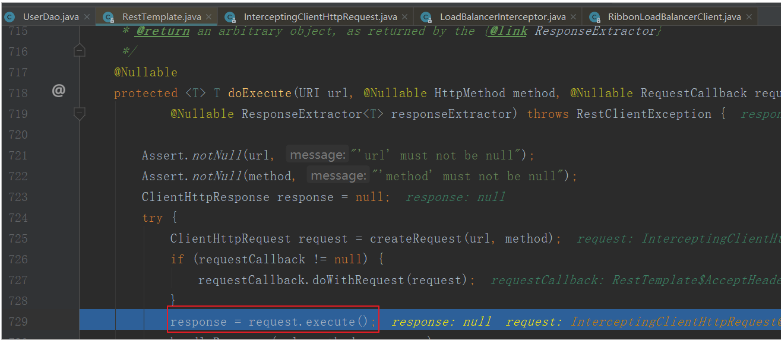 UserDao.java × RestTemplate.java × InterceptingClientHttpRequest.java × LoadBalancerInterceptor.java × RibbonLoadBalancerClient.java ×
715 * @return an arbitrary object, as returned by the {@link ResponseExtractor}
716 */
717 @Nullable
718 @ protected <T> T doExecute(URI url, @Nullable HttpMethod method, @Nullable RequestCallback requ
719 @Nullable ResponseExtractor<T> responseExtractor) throws RestClientException { respon
720
721 Assert.notNull(url, message: "'url' must not be null");
722 Assert.notNull(method, message: "'method' must not be null");
723 ClientHttpResponse response = null; response: null
724 try {
725 ClientHttpRequest request = createRequest(url, method); request: InterceptingClientHt
726 if (requestCallback != null) {
727 requestCallback.doWithRequest(request); requestCallback: RestTemplate$AcceptHeade
728 }
729 response = request.execute(); response: null request: InterceptingClientHttpRequest@